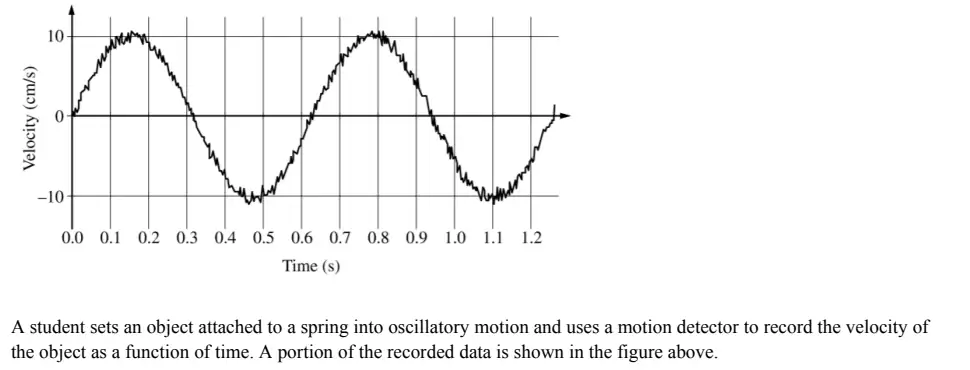 10
0
−10
Velocity (cm/s)
0.0 0.1 0.2 0.3 0.4 0.5 0.6 0.7 0.8 0.9 1.0 1.1 1.2
Time (s)
A student sets an object attached to a spring into oscillatory motion and uses a motion detector to record the velocity of
the object as a function of time. A portion of the recorded data is shown in the figure above.